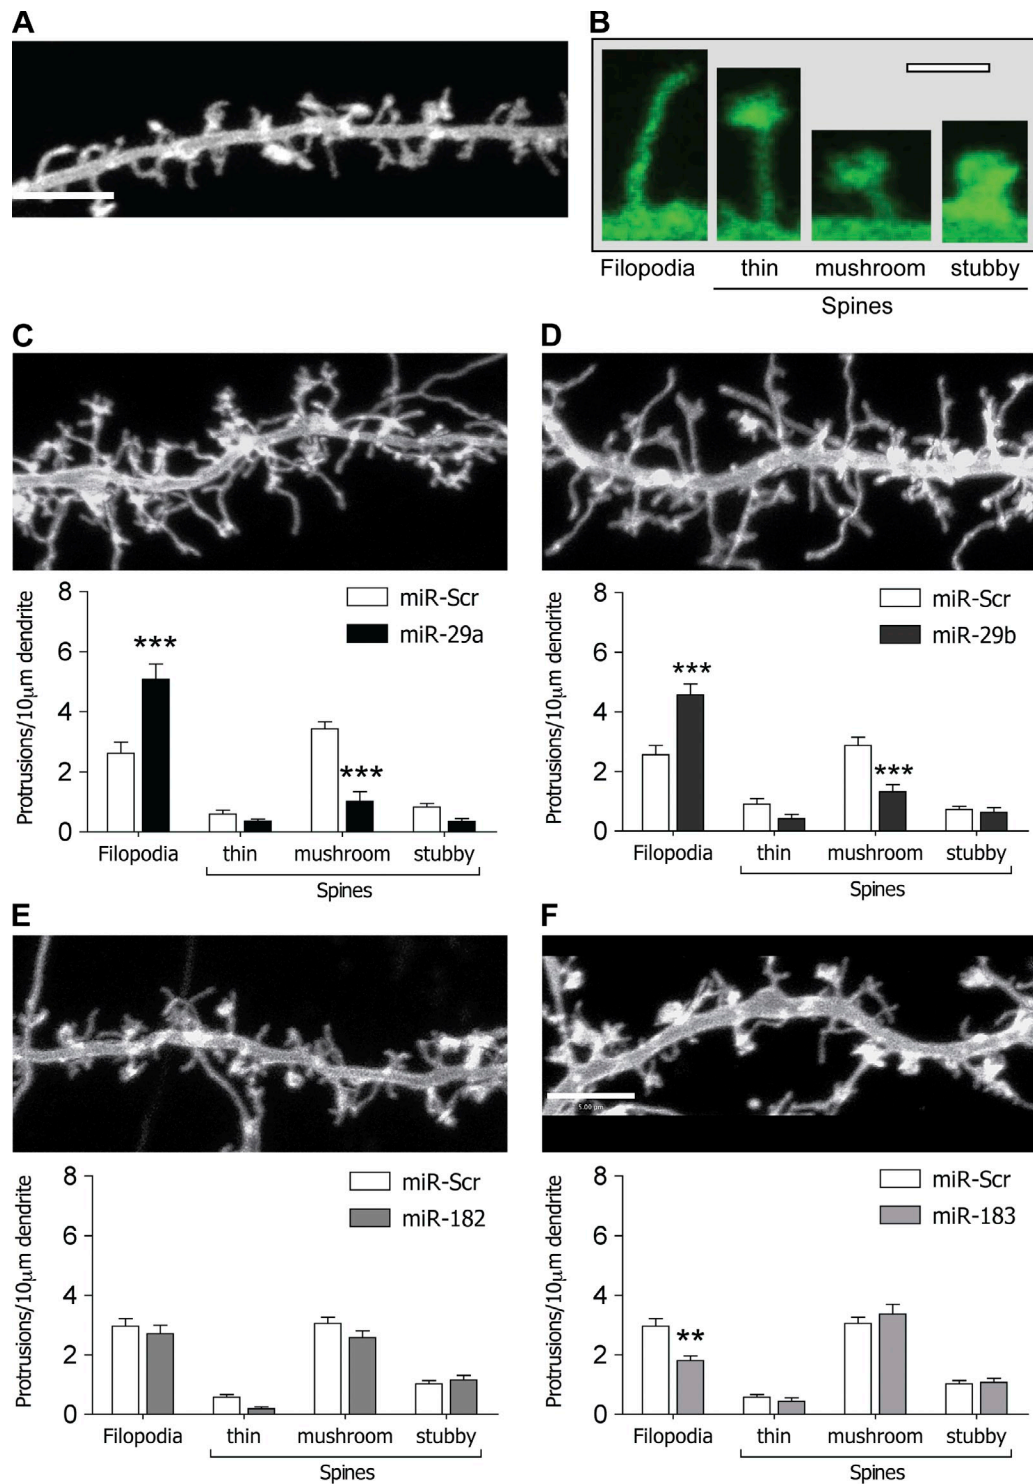 A
B
Filopodia thin mushroom stubby
Spines
C
D
Protrusions/10µm dendrite
8
6
4
2
0
miR-Scr
miR-29a
***
***
Filopodia thin mushroom stubby
Spines
Protrusions/10µm dendrite
8
6
4
2
0
miR-Scr
miR-29b
***
***
Filopodia thin mushroom stubby
Spines
E
F
5.00 µm
Protrusions/10µm dendrite
8
6
4
2
0
miR-Scr
miR-182
Filopodia thin mushroom stubby
Spines
Protrusions/10µm dendrite
8
6
4
2
0
miR-Scr
miR-183
**
Filopodia thin mushroom stubby
Spines